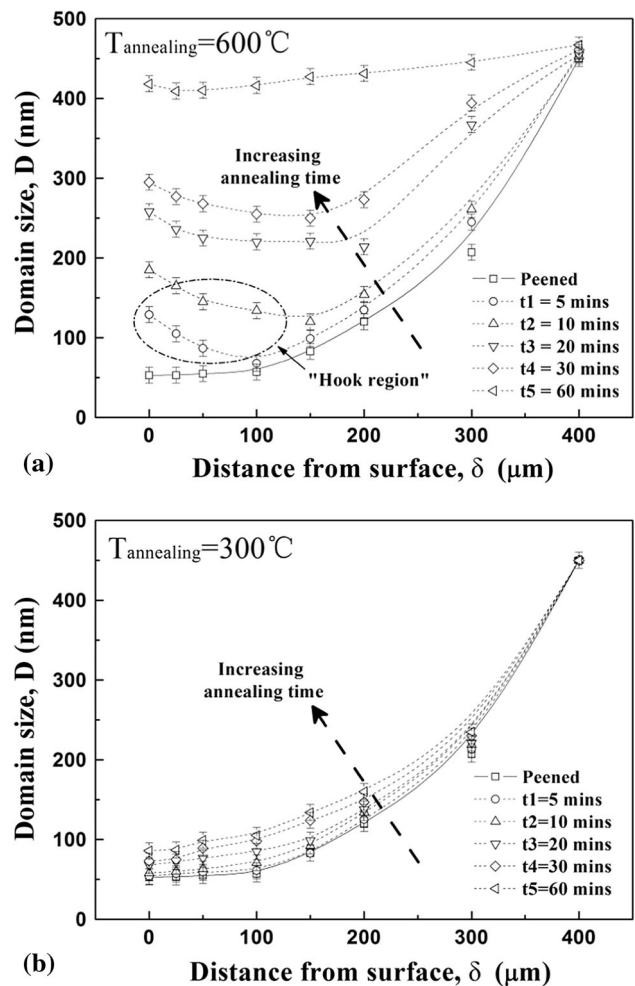 500
400
300
200
100
0
Domain size, D (nm)
Tannealing=600℃
Increasing
annealing time
"Hook region"
Peened
t1 = 5 mins
t2 = 10 mins
t3 = 20 mins
t4 = 30 mins
t5 = 60 mins
0 100 200 300 400
(a)
Distance from surface, δ (μm)
500
400
300
200
100
0
Domain size, D (nm)
Tannealing=300℃
Increasing
annealing time
Peened
t1=5 mins
t2=10 mins
t3=20 mins
t4=30 mins
t5=60 mins
0 100 200 300 400
(b)
Distance from surface, δ (μm)